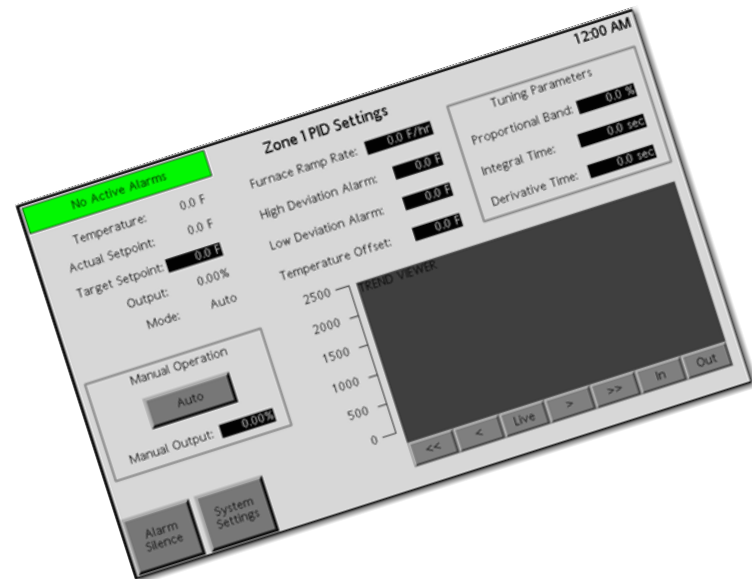 12:00 AM
No Active Alarms
Zone 1 PID Settings
Temperature: 0.0 F
Actual Setpoint: 0.0 F
Target Setpoint: 0.0 F
Output: 0.00%
Mode: Auto
Furnace Ramp Rate: 0.0 F/hr
High Deviation Alarm: 0.0 F
Low Deviation Alarm: 0.0 F
Temperature Offset: 0.0 F
Tuning Parameters
Proportional Band: 0.0 %
Integral Time: 0.0 sec
Derivative Time: 0.0 sec
Manual Operation
Auto
Manual Output: 0.00%
TREND VIEWER
2500
2000
1500
1000
500
0
<< < Live > >> In Out
Alarm
Silence
System
Settings